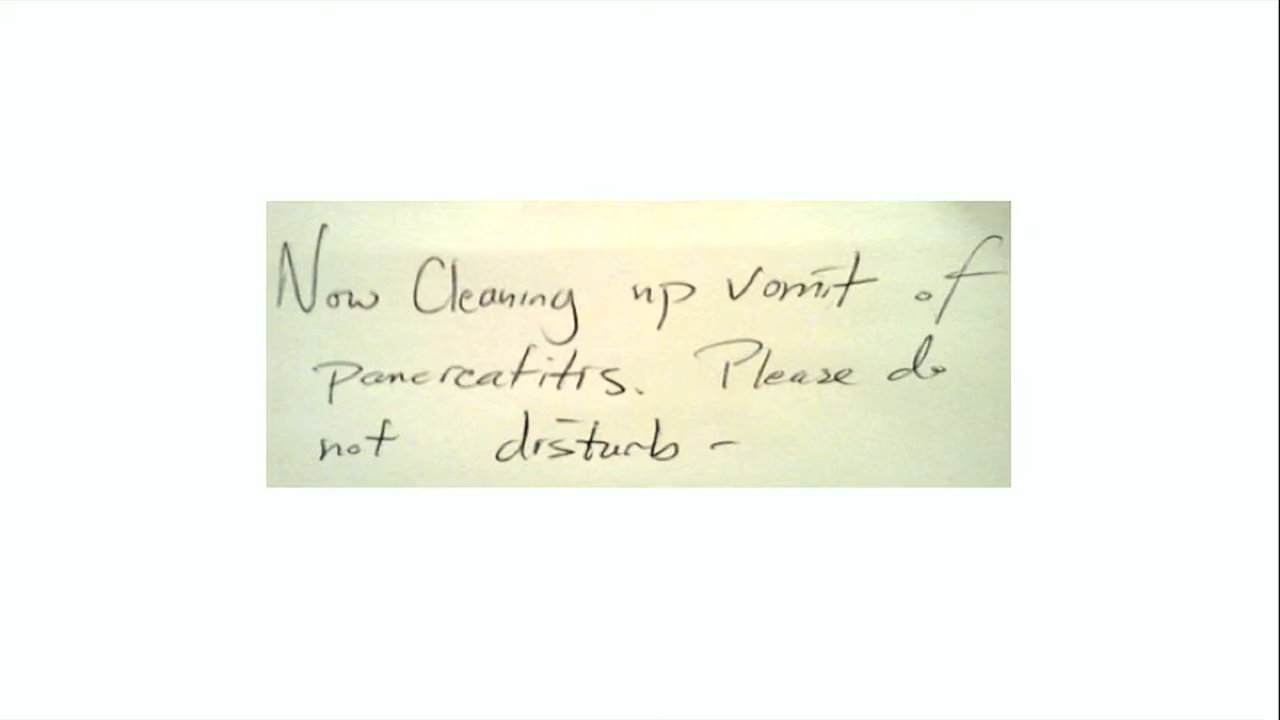 Now Cleaning up vomit of
pancreatitis. Please do
not disturb -